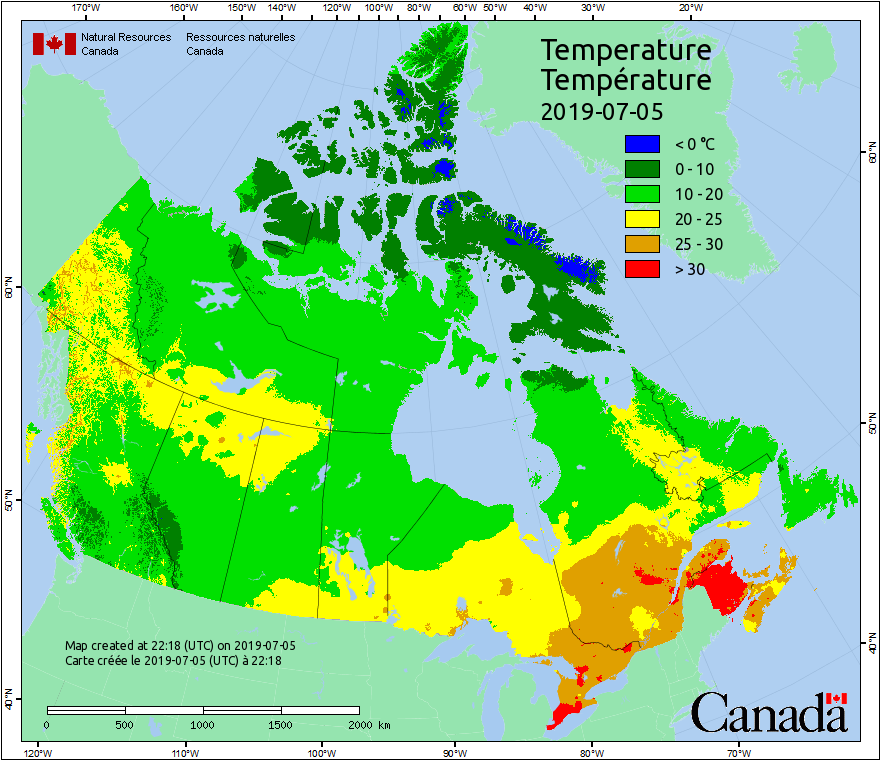 170°W 160°W 150°W 140°W 120°W 100°W 80°W 60°W 50°W 40°W 30°W 20°W
Natural Resources Ressources naturelles
Canada Canada
Temperature
Température
2019-07-05
< 0 °C
0 - 10
10 - 20
20 - 25
25 - 30
> 30
60°N
60°N
50°N
50°N
40°N
40°N
Map created at 22:18 (UTC) on 2019-07-05
Carte créée le 2019-07-05 (UTC) à 22:18
0 500 1000 1500 2000 km
Canada
120°W 110°W 100°W 90°W 80°W 70°W